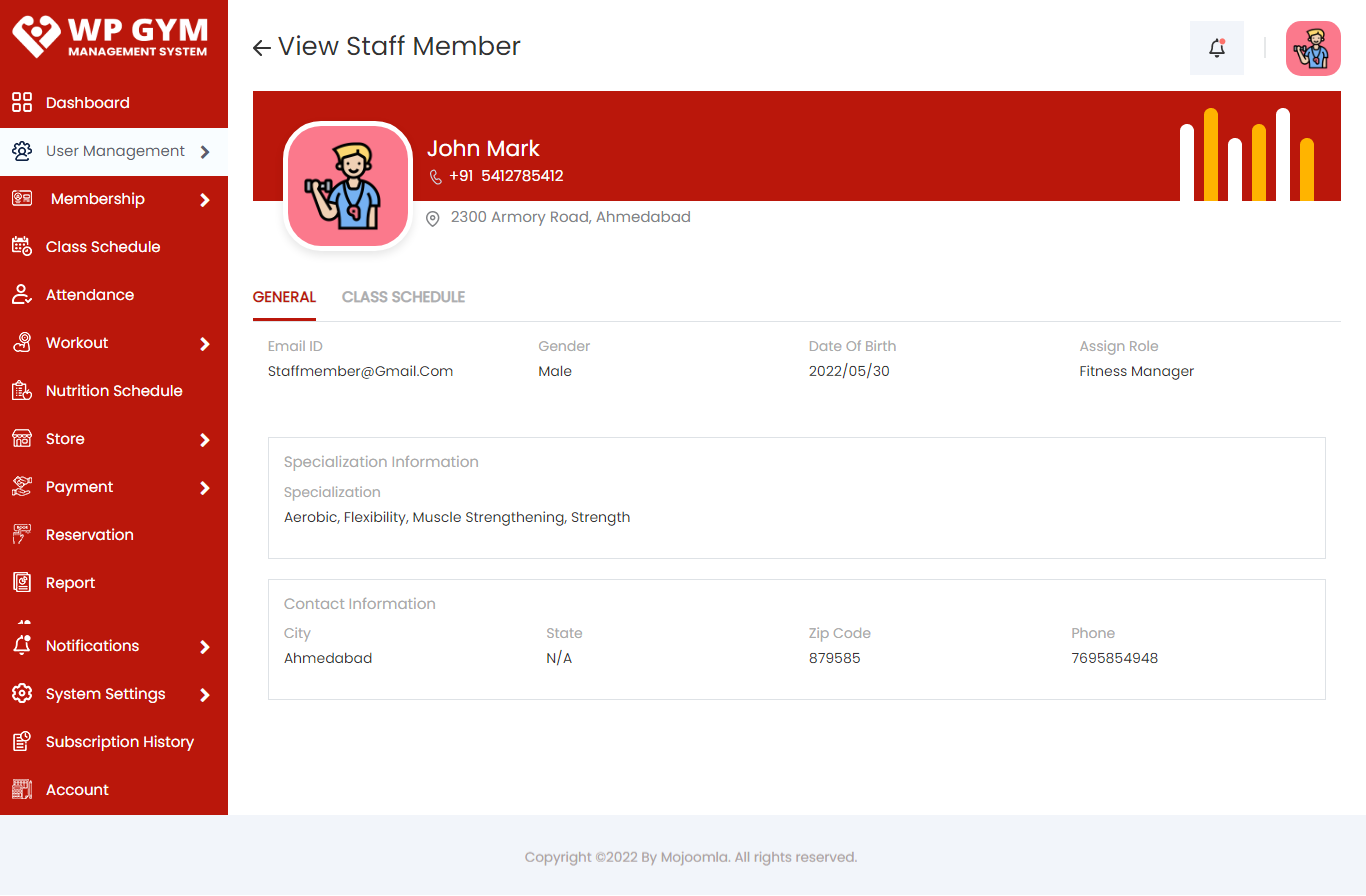 WP GYM
MANAGEMENT SYSTEM
Dashboard
User Management
Membership
Class Schedule
Attendance
Workout
Nutrition Schedule
Store
Payment
Reservation
Report
Notifications
System Settings
Subscription History
Account
View Staff Member
John Mark
+91 5412785412
2300 Armory Road, Ahmedabad
GENERAL CLASS SCHEDULE
Email ID Gender Date Of Birth Assign Role
Staffmember@Gmail.Com Male 2022/05/30 Fitness Manager
Specialization Information
Specialization
Aerobic, Flexibility, Muscle Strengthening, Strength
Contact Information
City State Zip Code Phone
Ahmedabad N/A 879585 7695854948
Copyright ©2022 By Mojoomla. All rights reserved.